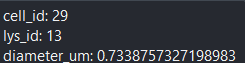 cell_id: 29
lys_id: 13
diameter_um: 0.7338757327198983